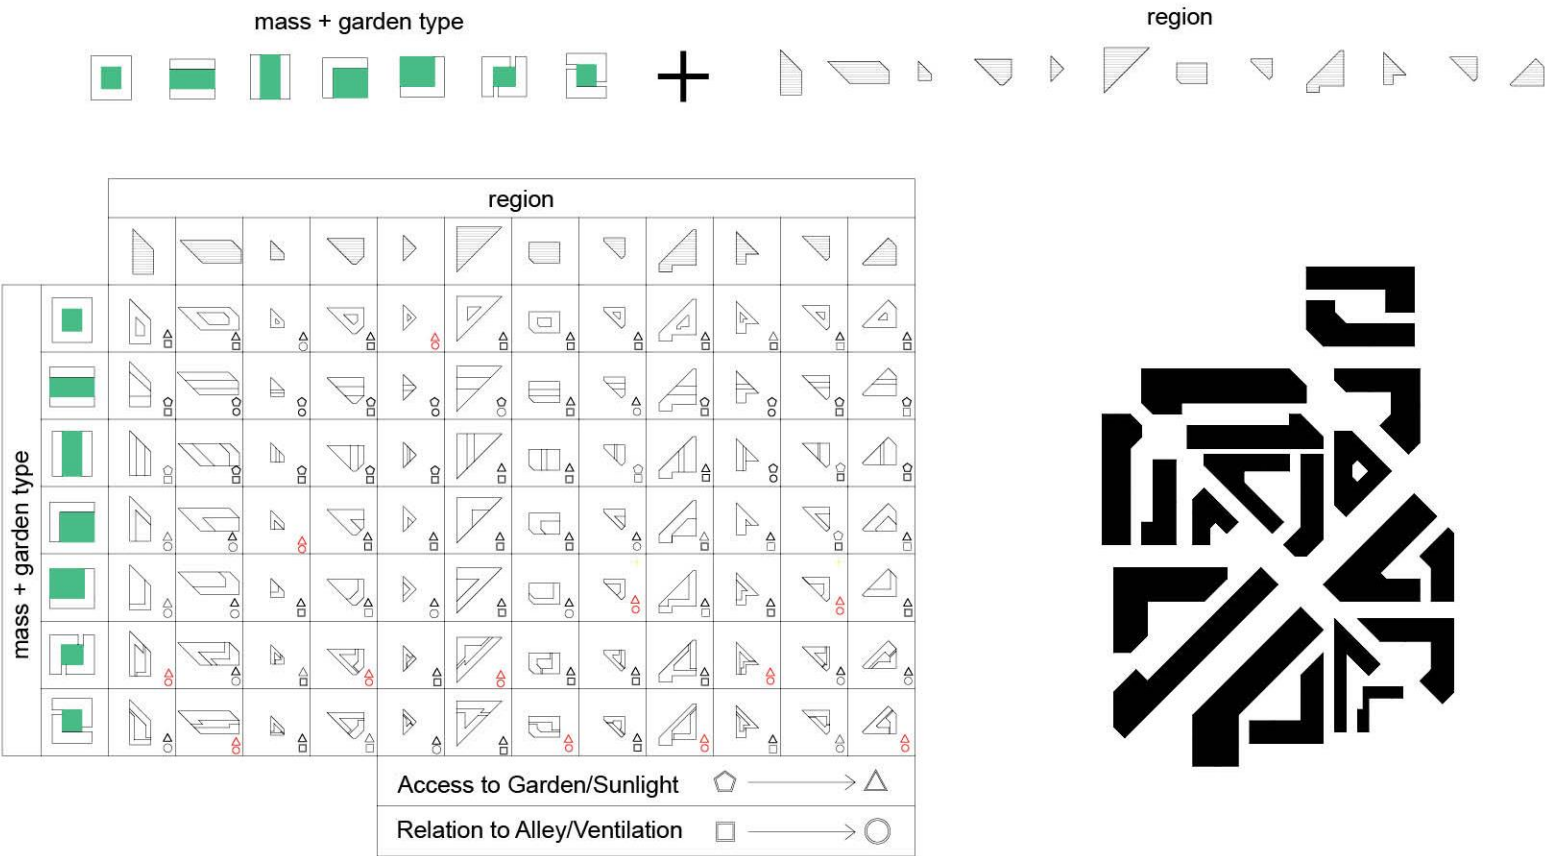 mass + garden type
region
region
mass + garden type
Access to Garden/Sunlight
Relation to Alley/Ventilation